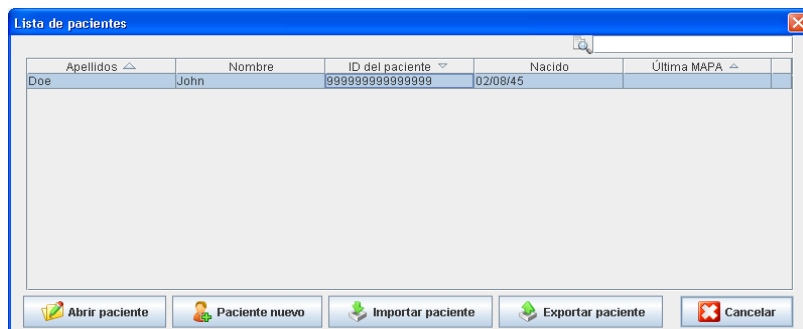 Lista de pacientes
Apellidos Nombre ID del paciente Nacido Última MAPA
Doe John 999999999999999 02/08/45
Abrir paciente Paciente nuevo Importar paciente Exportar paciente Cancelar